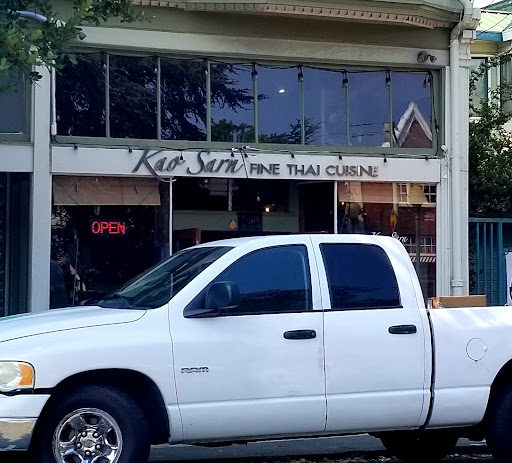 Kao Sarn FINE THAI CUISINE
OPEN
RAM